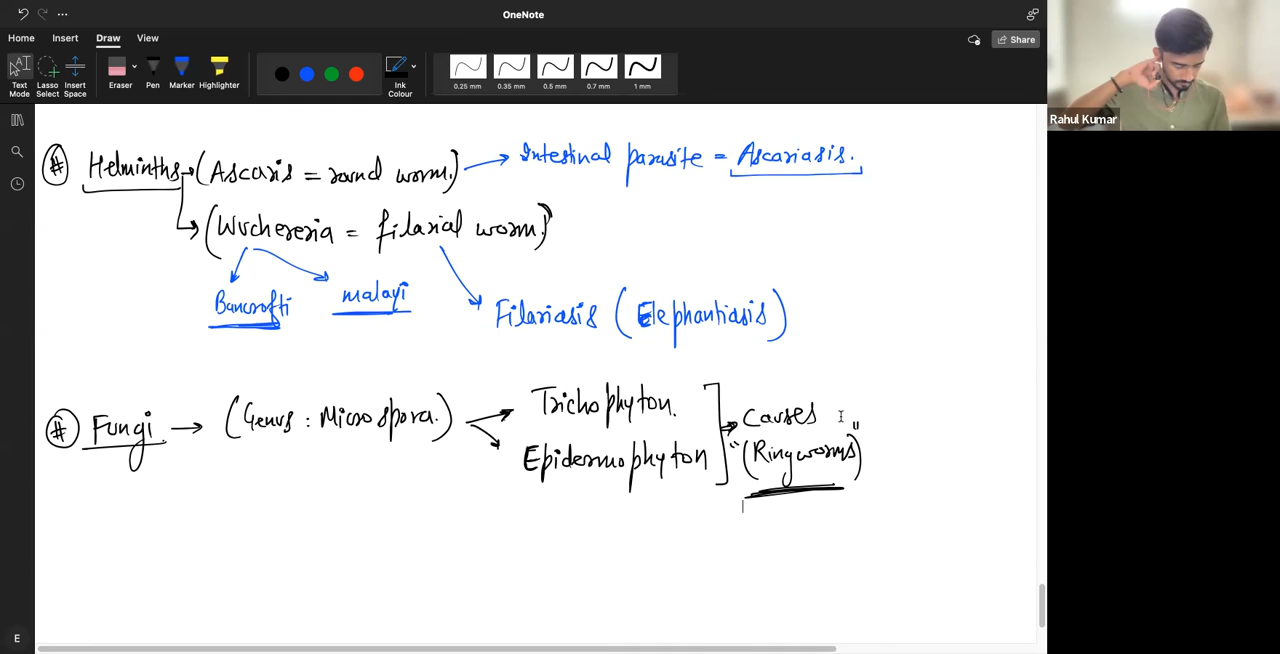 OneNote
Home Insert Draw View
Share
Text Mode
Lasso Select
Insert Space
Eraser
Pen
Marker
Highlighter
Ink Colour
0.25 mm
0.35 mm
0.5 mm
0.7 mm
1 mm
Rahul Kumar
# Helminths → (Ascaris = round worm.) → Intestinal parasite = Ascariasis.
→ (Wuchereria = filarial worm.)
Bancrofti malayi
Filariasis (Elephantiasis)
# Fungi → (Genus : Microspora.) → Trichophyton.
Epidermophyton
→ causes
"(Ringworms)"
E